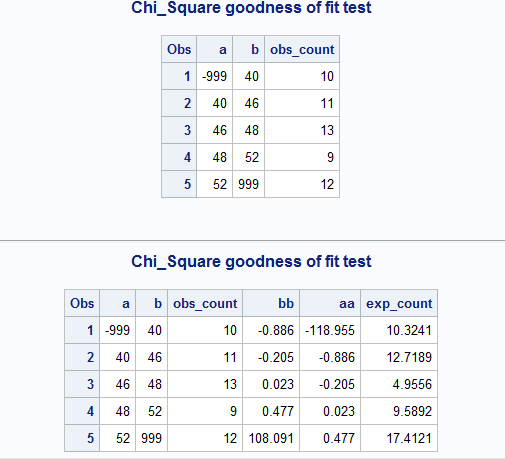 Chi_Square goodness of fit test
Obs a b obs_count
1 -999 40 10
2 40 46 11
3 46 48 13
4 48 52 9
5 52 999 12
Chi_Square goodness of fit test
Obs a b obs_count bb aa exp_count
1 -999 40 10 -0.886 -118.955 10.3241
2 40 46 11 -0.205 -0.886 12.7189
3 46 48 13 0.023 -0.205 4.9556
4 48 52 9 0.477 0.023 9.5892
5 52 999 12 108.091 0.477 17.4121